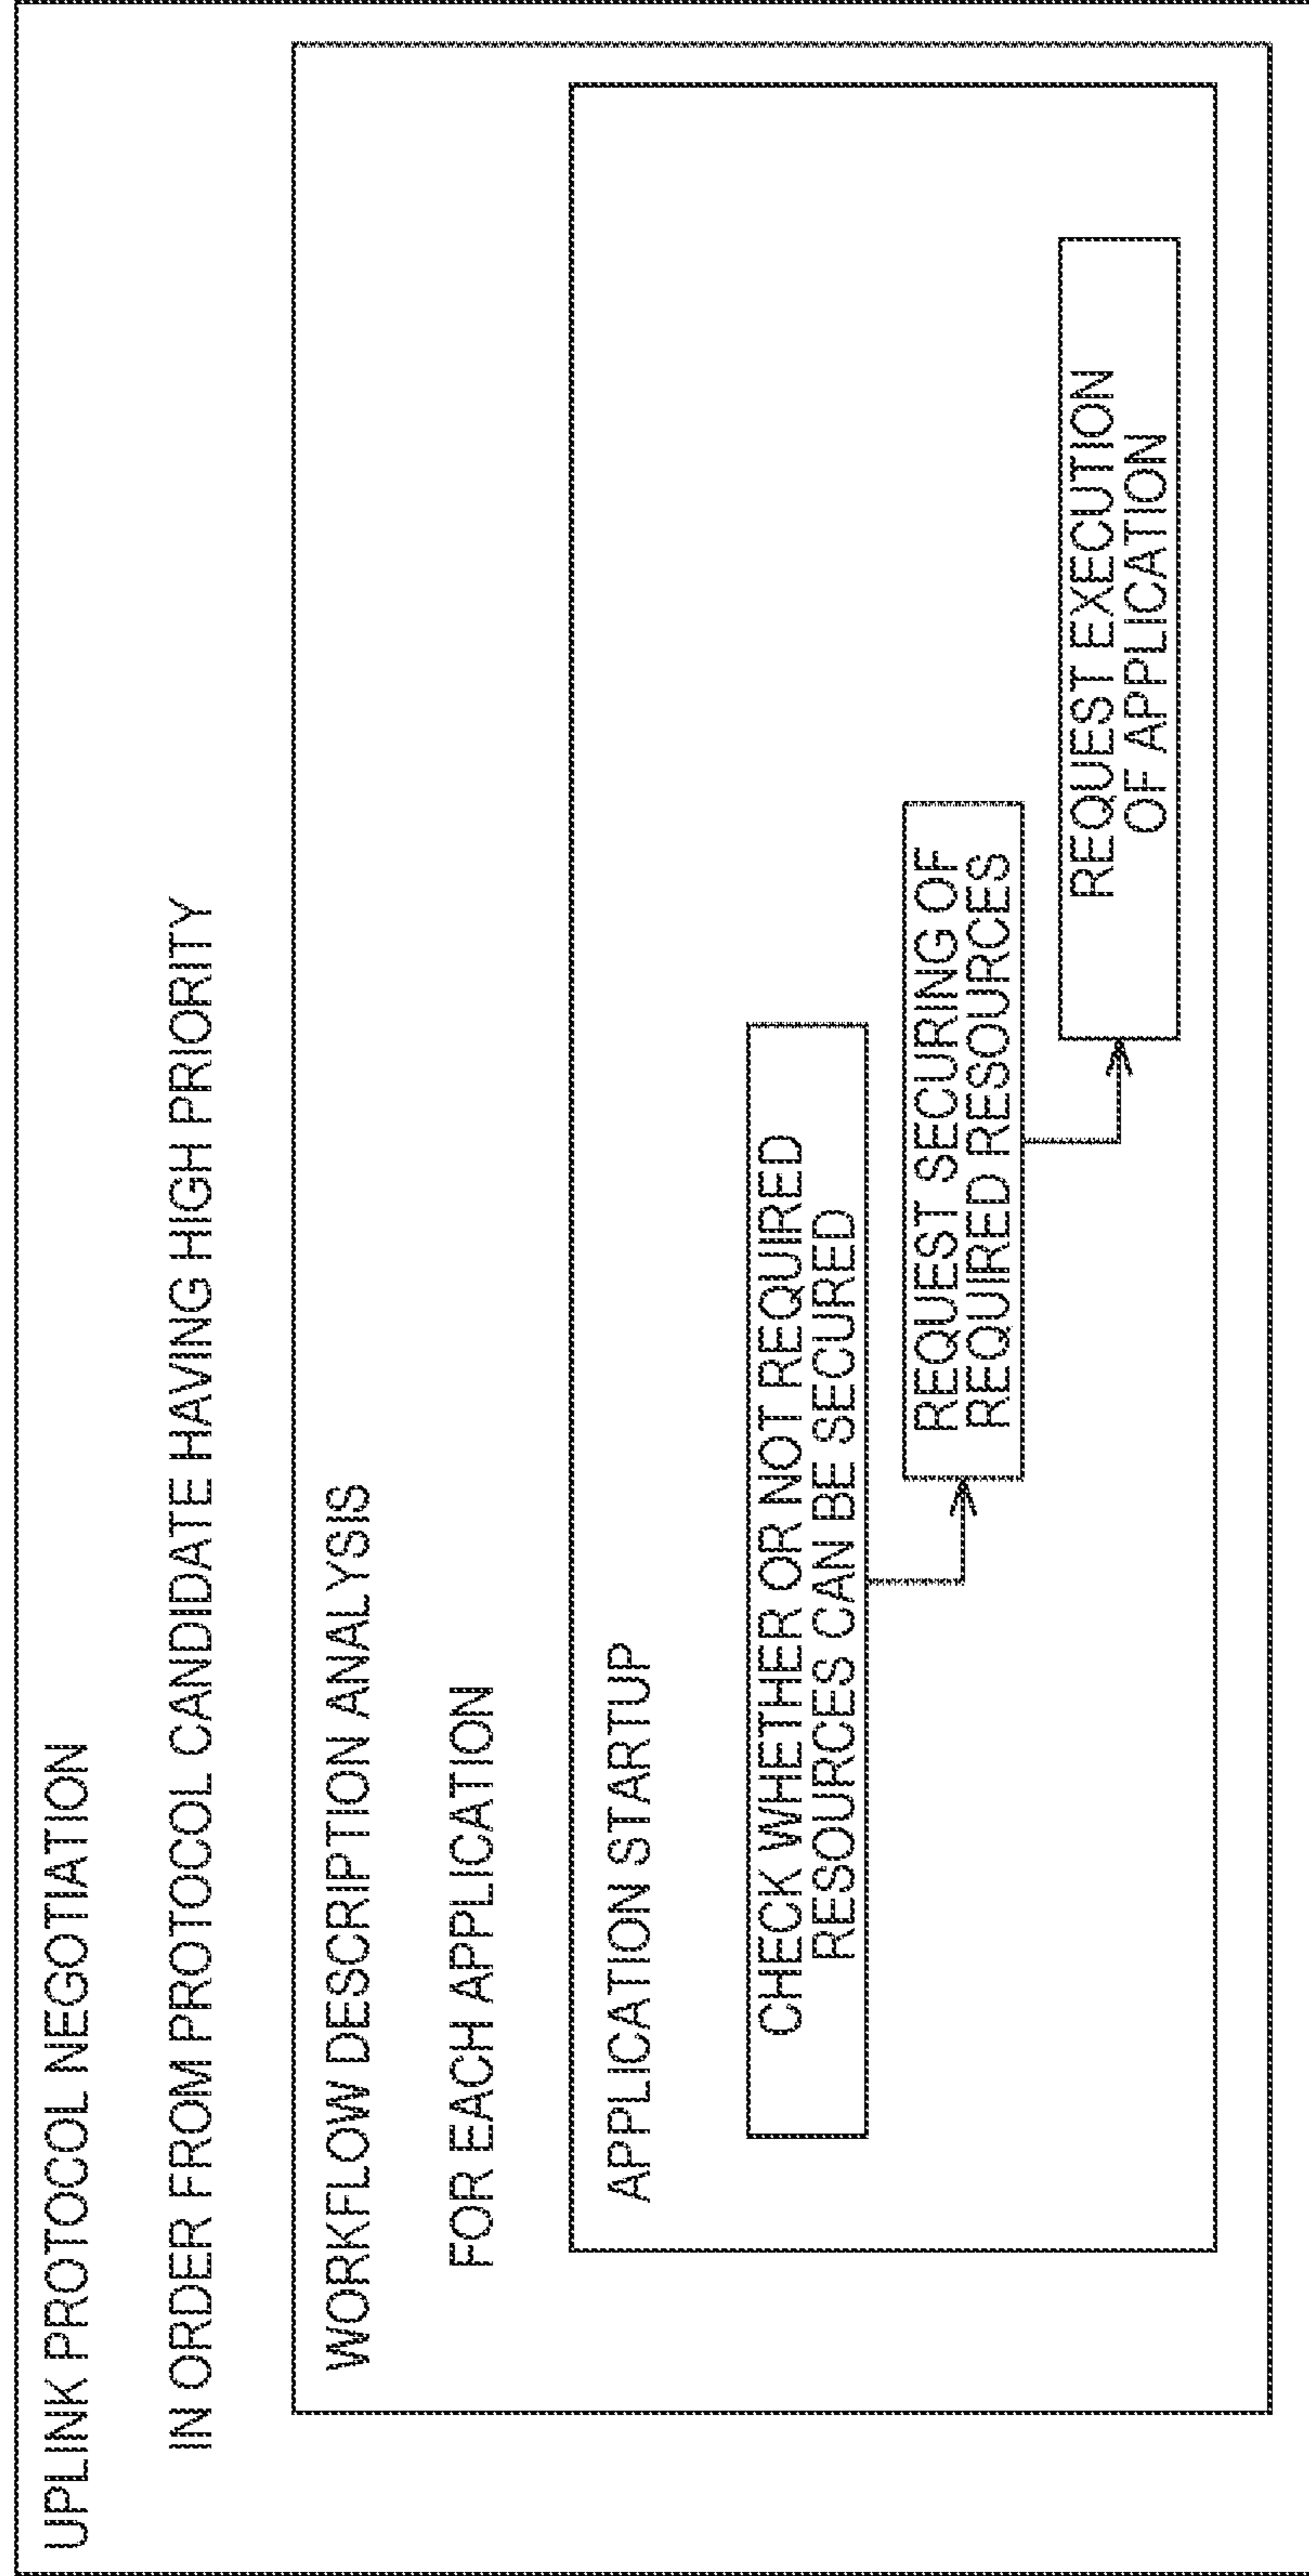 UPLINK PROTOCOL NEGOTIATION
IN ORDER FROM PROTOCOL CANDIDATE HAVING HIGH PRIORITY
WORKFLOW DESCRIPTION ANALYSIS
FOR EACH APPLICATION
APPLICATION STARTUP
CHECK WHETHER OR NOT REQUIRED
RESOURCES CAN BE SECURED
REQUEST SECURING OF
REQUIRED RESOURCES
REQUEST EXECUTION
OF APPLICATION